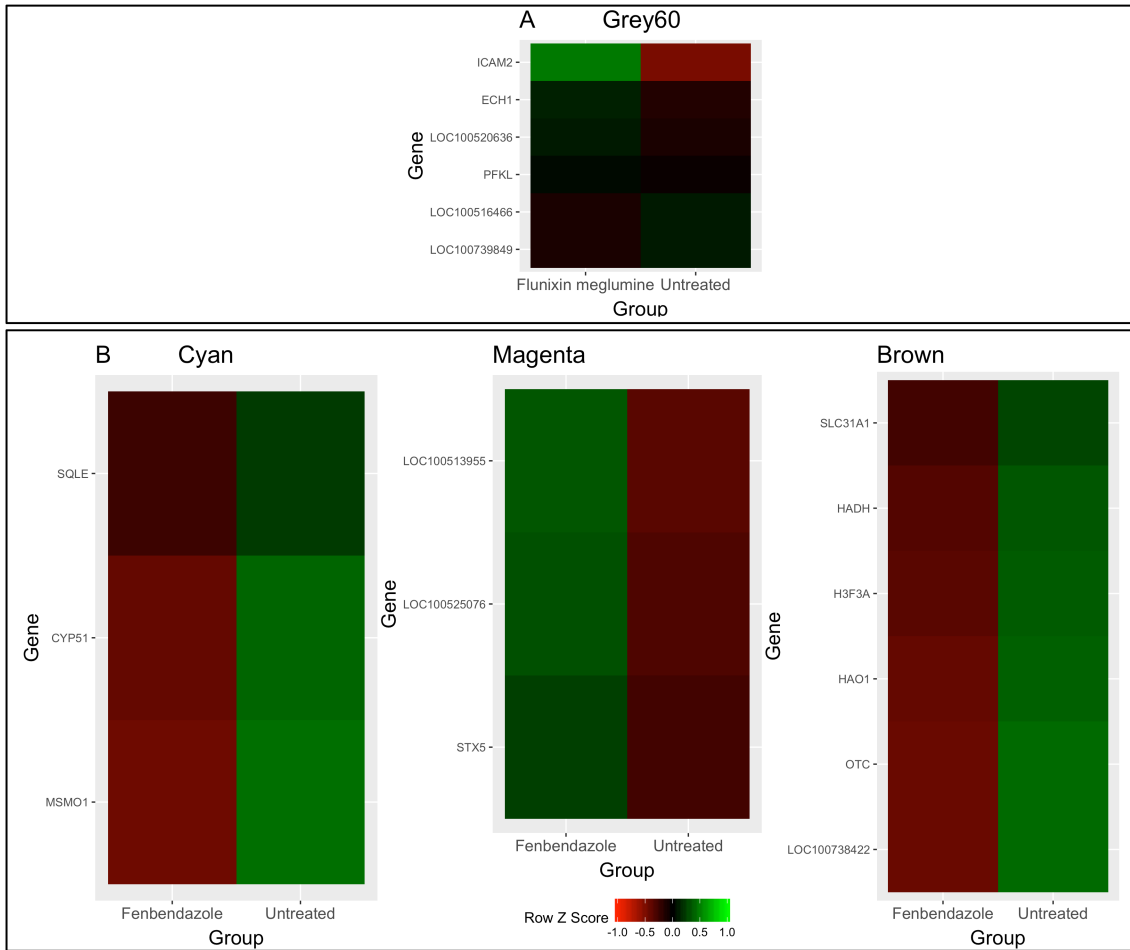 A Grey60
ICAM2
ECH1
LOC100520636
PFKL
LOC100516466
LOC100739849
Gene
Flunixin meglumine Untreated
Group
B Cyan
SQLE
CYP51
MSMO1
Gene
Fenbendazole Untreated
Group
Magenta
LOC100513955
LOC100525076
STX5
Gene
Fenbendazole Untreated
Group
Brown
SLC31A1
HADH
H3F3A
HAO1
OTC
LOC100738422
Gene
Fenbendazole Untreated
Group
Row Z Score
-1.0 -0.5 0.0 0.5 1.0